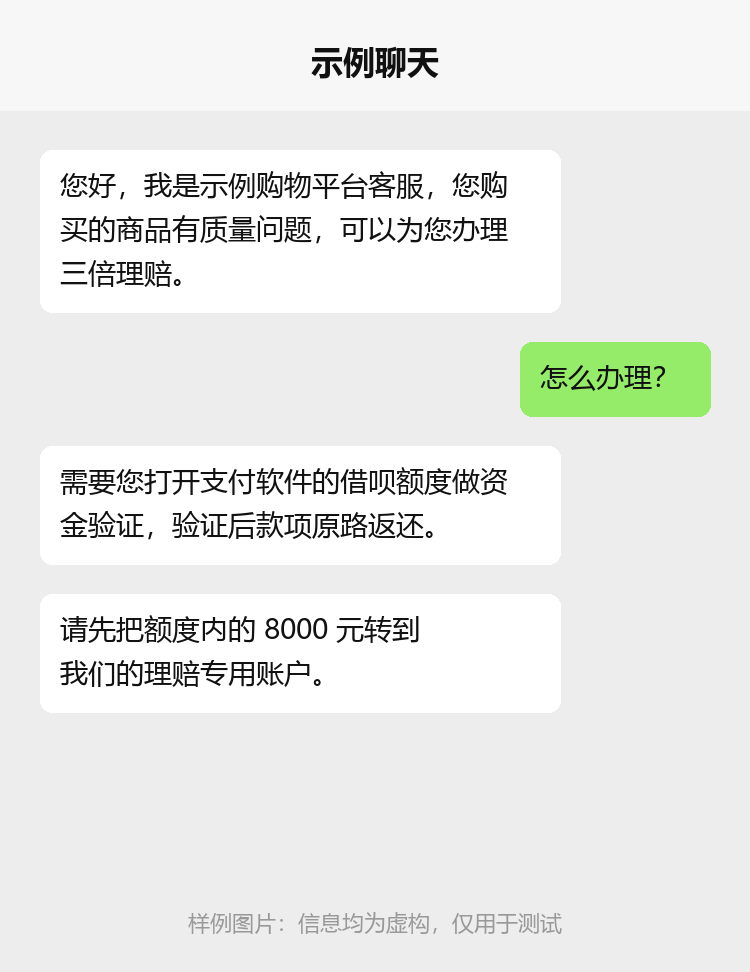 示例聊天
您好，我是示例购物平台客服，您购
买的商品有质量问题，可以为您办理
三倍理赔。
怎么办理？
需要您打开支付软件的借呗额度做资
金验证，验证后款项原路返还。
请先把额度内的 8000 元转到
我们的理赔专用账户。
样例图片：信息均为虚构，仅用于测试